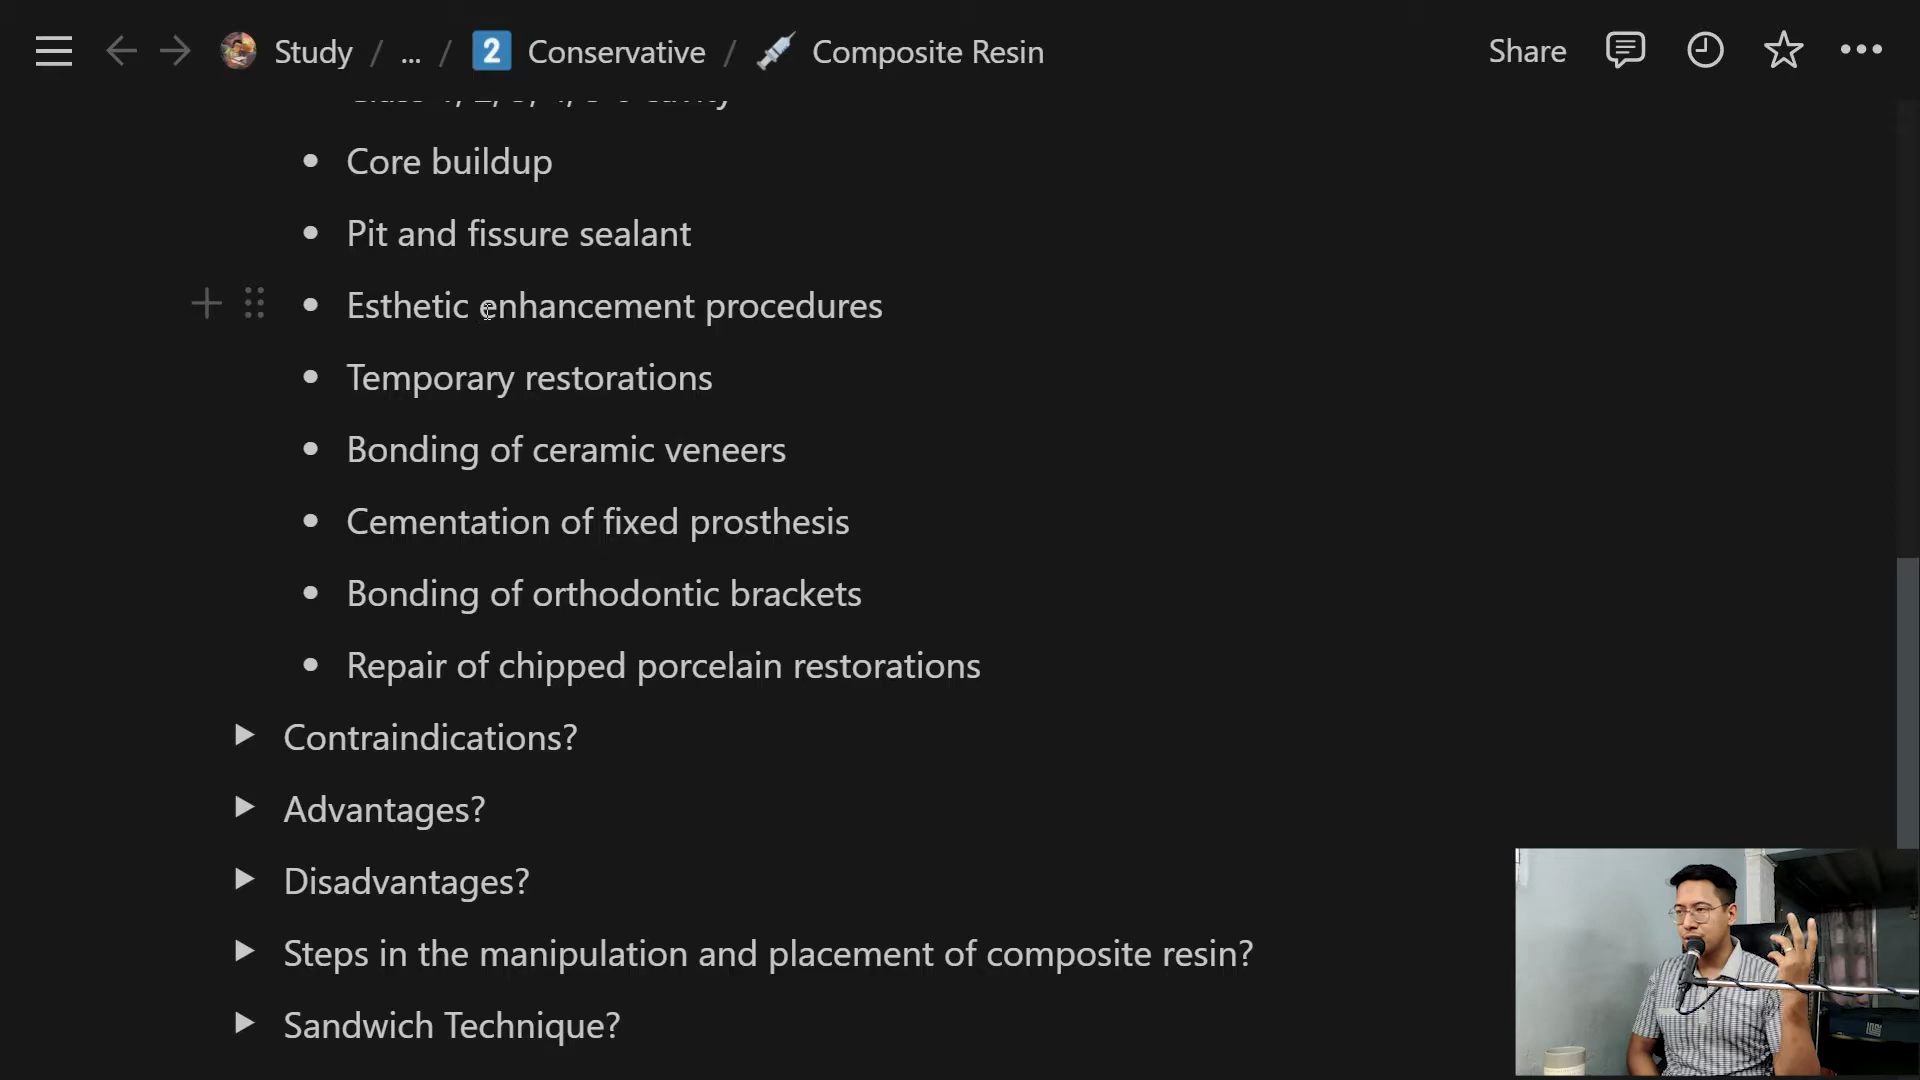 Study / ... / 2 Conservative / Composite Resin
Share
Core buildup
Pit and fissure sealant
Esthetic enhancement procedures
Temporary restorations
Bonding of ceramic veneers
Cementation of fixed prosthesis
Bonding of orthodontic brackets
Repair of chipped porcelain restorations
Contraindications?
Advantages?
Disadvantages?
Steps in the manipulation and placement of composite resin?
Sandwich Technique?